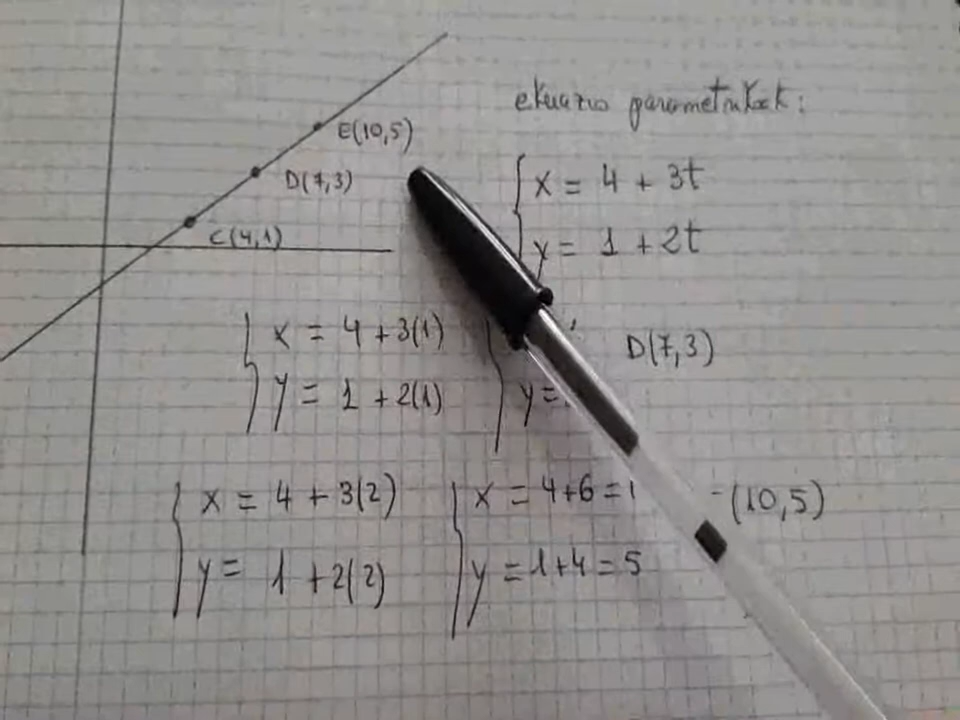 ekuazio parametrikoak:
E(10,5)
D(7,3)
C(4,1)
x = 4 + 3t
y = 1 + 2t
x = 4 + 3(1)
y = 1 + 2(1)
y =
D(7,3)
x = 4 + 3(2)
y = 1 + 2(2)
x = 4+6 = 1
y = 1+4 = 5
(10,5)